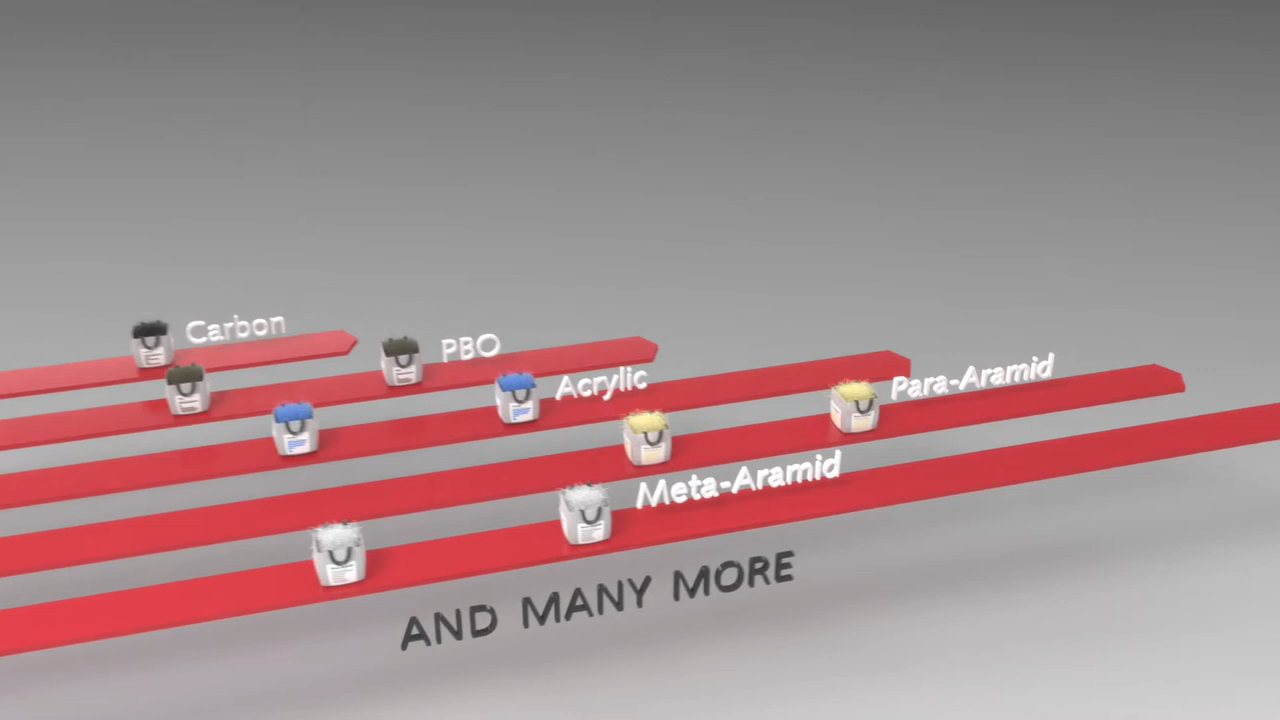 Carbon
PBO
Acrylic
Para-Aramid
Meta-Aramid
AND MANY MORE